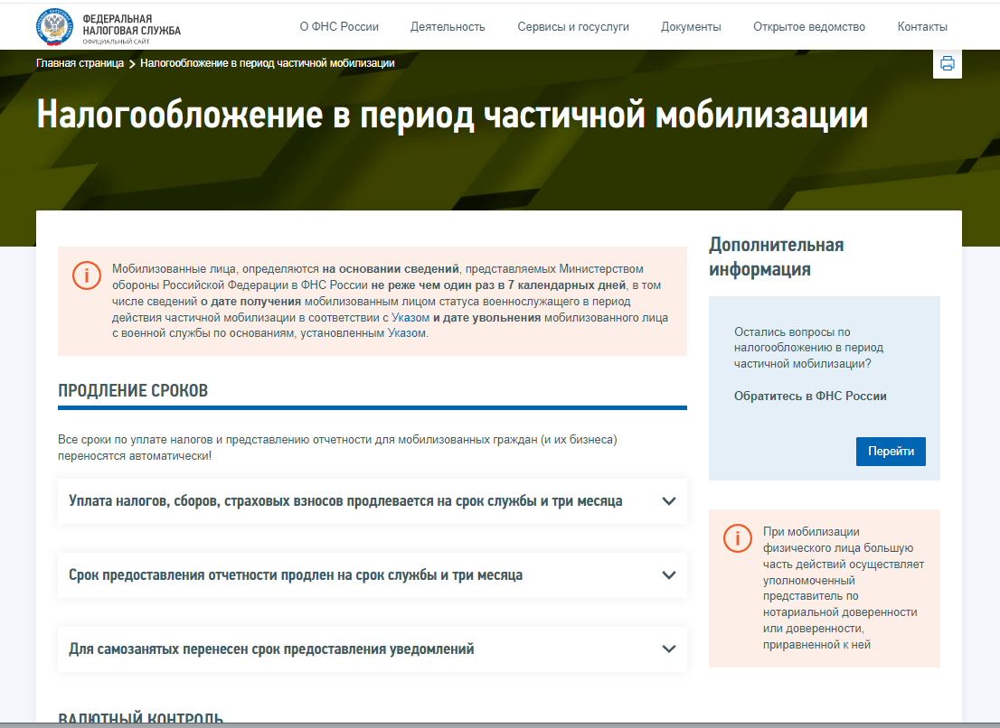 ФЕДЕРАЛЬНАЯ
НАЛОГОВАЯ СЛУЖБА
ОФИЦИАЛЬНЫЙ САЙТ
О ФНС России
Деятельность
Сервисы и госуслуги
Документы
Открытое ведомство
Контакты
Главная страница
Налогообложение в период частичной мобилизации
Налогообложение в период частичной мобилизации
Мобилизованные лица, определяются на основании сведений, представляемых Министерством
обороны Российской Федерации в ФНС России не реже чем один раз в 7 календарных дней, в том
числе сведений о дате получения мобилизованным лицом статуса военнослужащего в период
действия частичной мобилизации в соответствии с Указом и дате увольнения мобилизованного лица
с военной службы по основаниям, установленным Указом.
ПРОДЛЕНИЕ СРОКОВ
Все сроки по уплате налогов и представлению отчетности для мобилизованных граждан (и их бизнеса)
переносятся автоматически!
Уплата налогов, сборов, страховых взносов продлевается на срок службы и три месяца
Срок предоставления отчетности продлен на срок службы и три месяца
Для самозанятых перенесен срок предоставления уведомлений
ВАЛЮТНЫЙ КОНТРОЛЬ
Дополнительная
информация
Остались вопросы по
налогообложению в период
частичной мобилизации?
Обратитесь в ФНС России
Перейти
При мобилизации
физического лица большую
часть действий осуществляет
уполномоченный
представитель по
нотариальной доверенности
или доверенности,
приравненной к ней